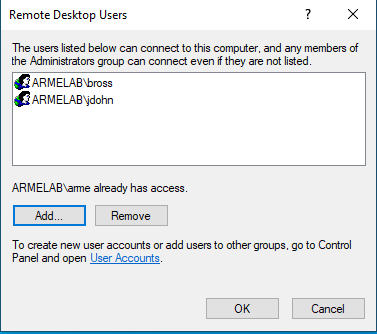 Remote Desktop Users
The users listed below can connect to this computer, and any members of
the Administrators group can connect even if they are not listed.
ARMELAB\bross
ARMELAB\jdohn
ARMELAB\arme already has access.
Add...
Remove
To create new user accounts or add users to other groups, go to Control
Panel and open User Accounts.
OK
Cancel